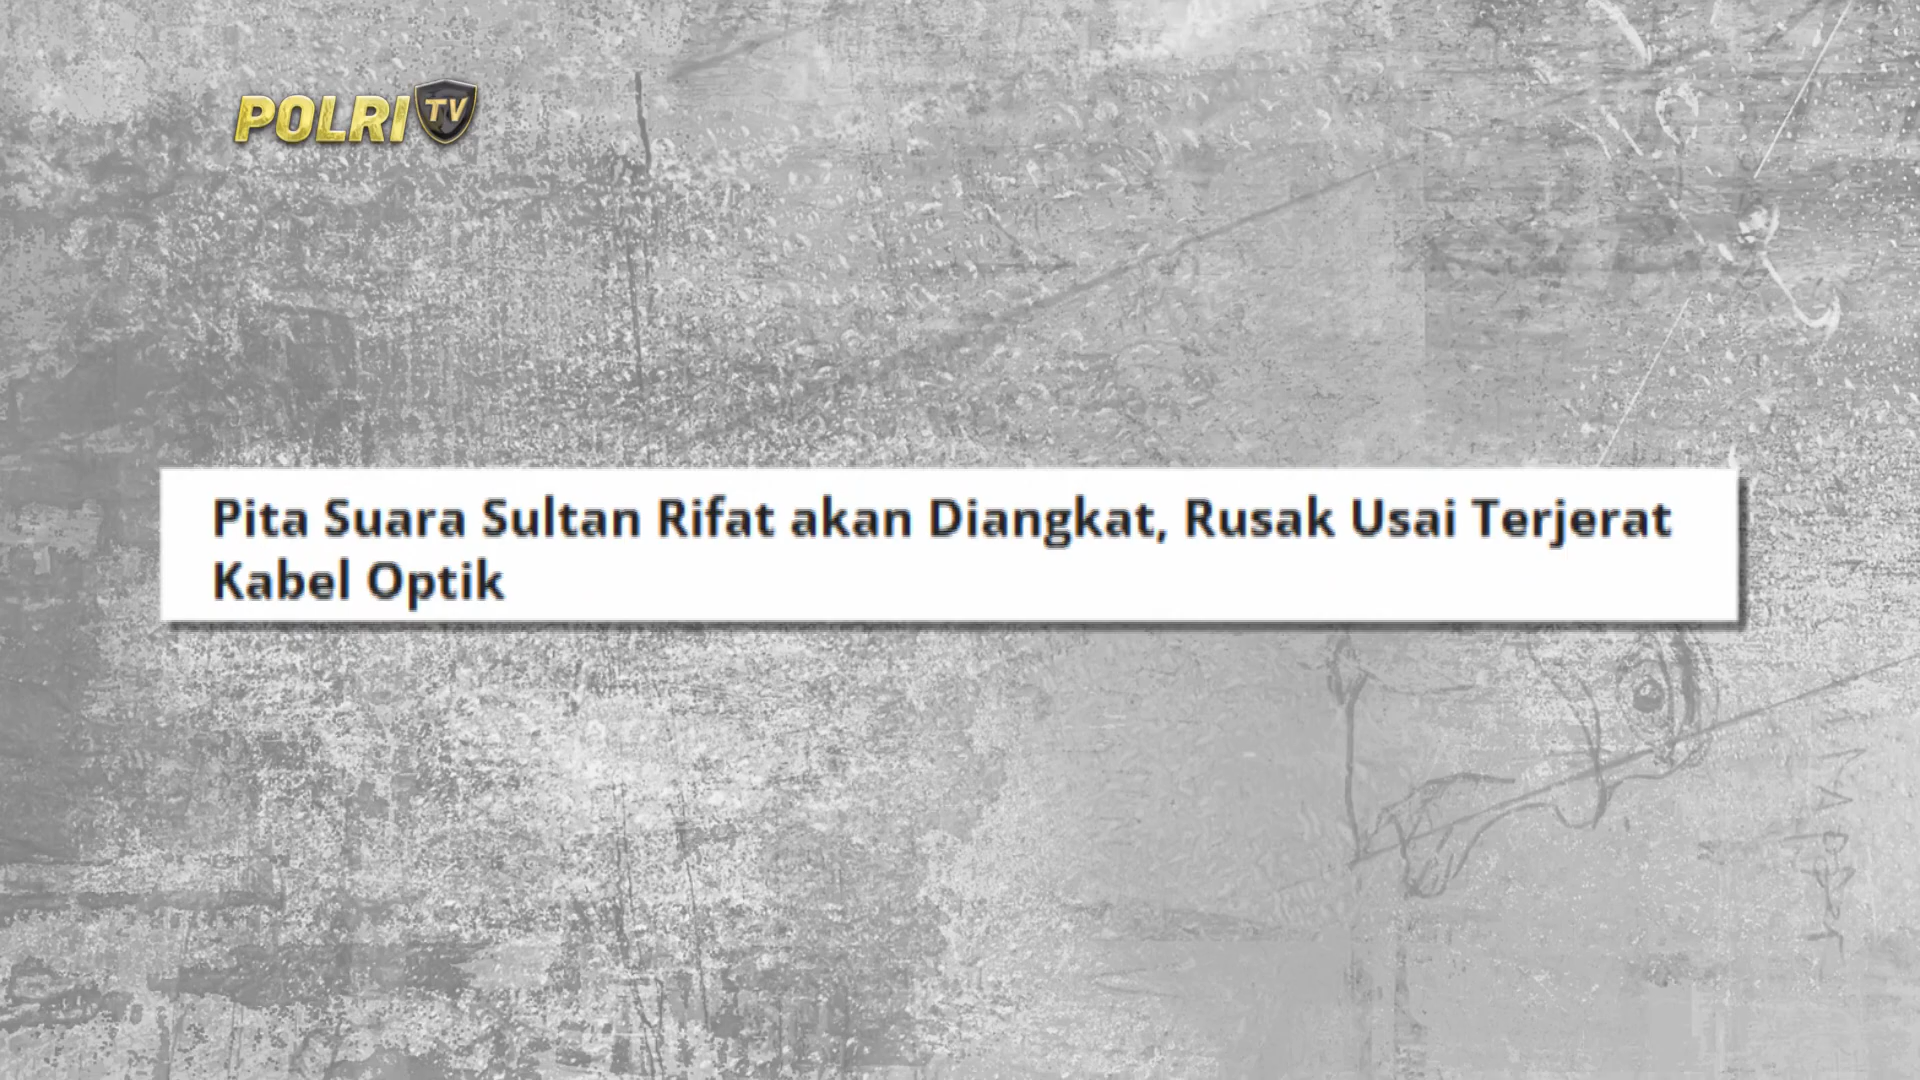 POLRI TV
Pita Suara Sultan Rifat akan Diangkat, Rusak Usai Terjerat
Kabel Optik